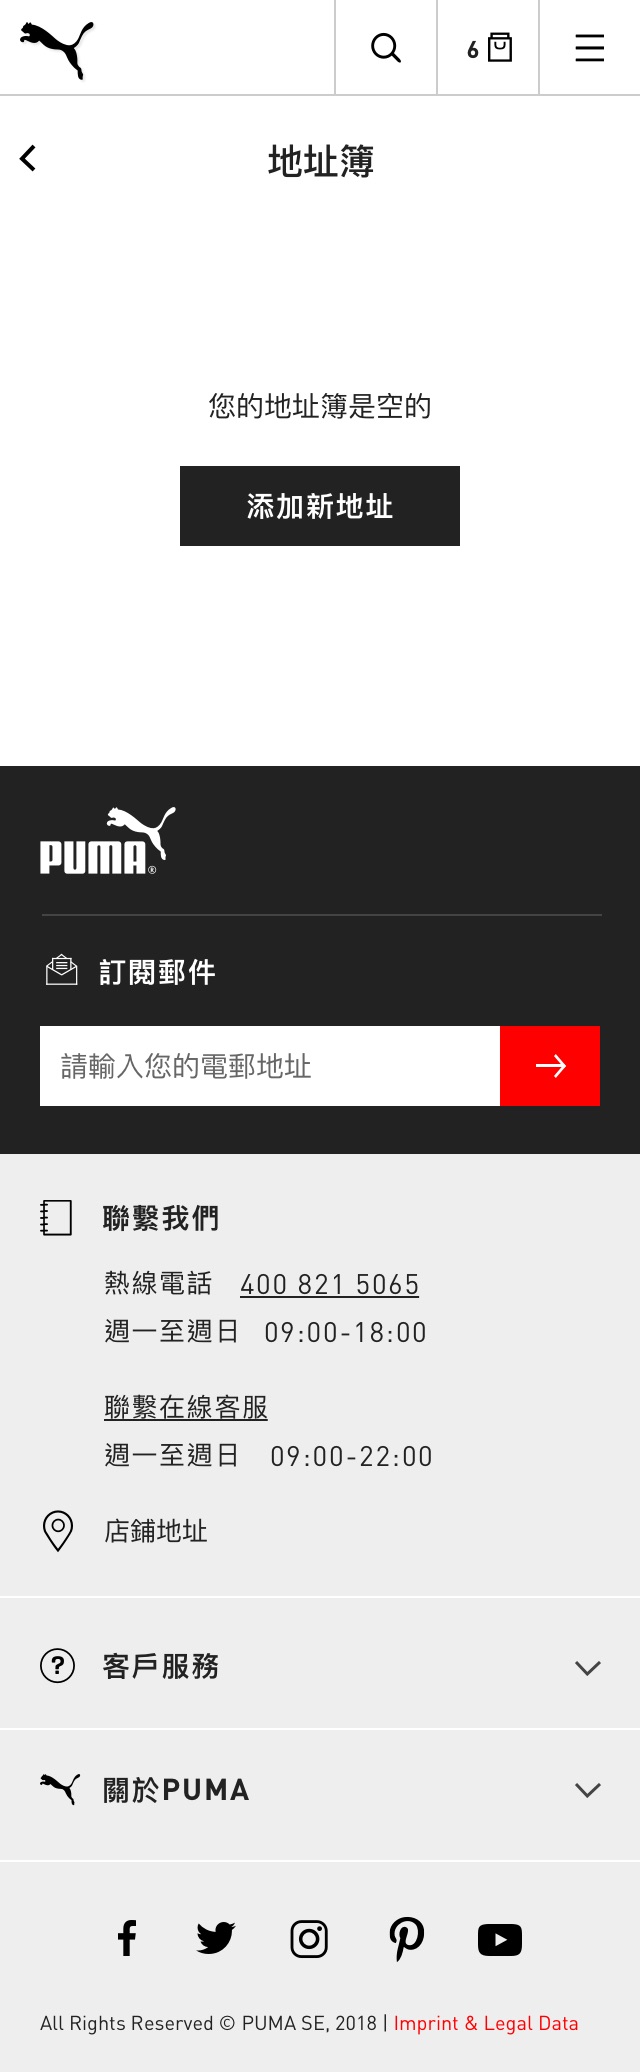 6
地址簿
您的地址簿是空的
添加新地址
PUMA®
訂閱郵件
請輸入您的電郵地址
聯繫我們
熱線電話 400 821 5065
週一至週日 09:00-18:00
聯繫在線客服
週一至週日 09:00-22:00
店鋪地址
客戶服務
關於PUMA
All Rights Reserved © PUMA SE, 2018 | Imprint & Legal Data